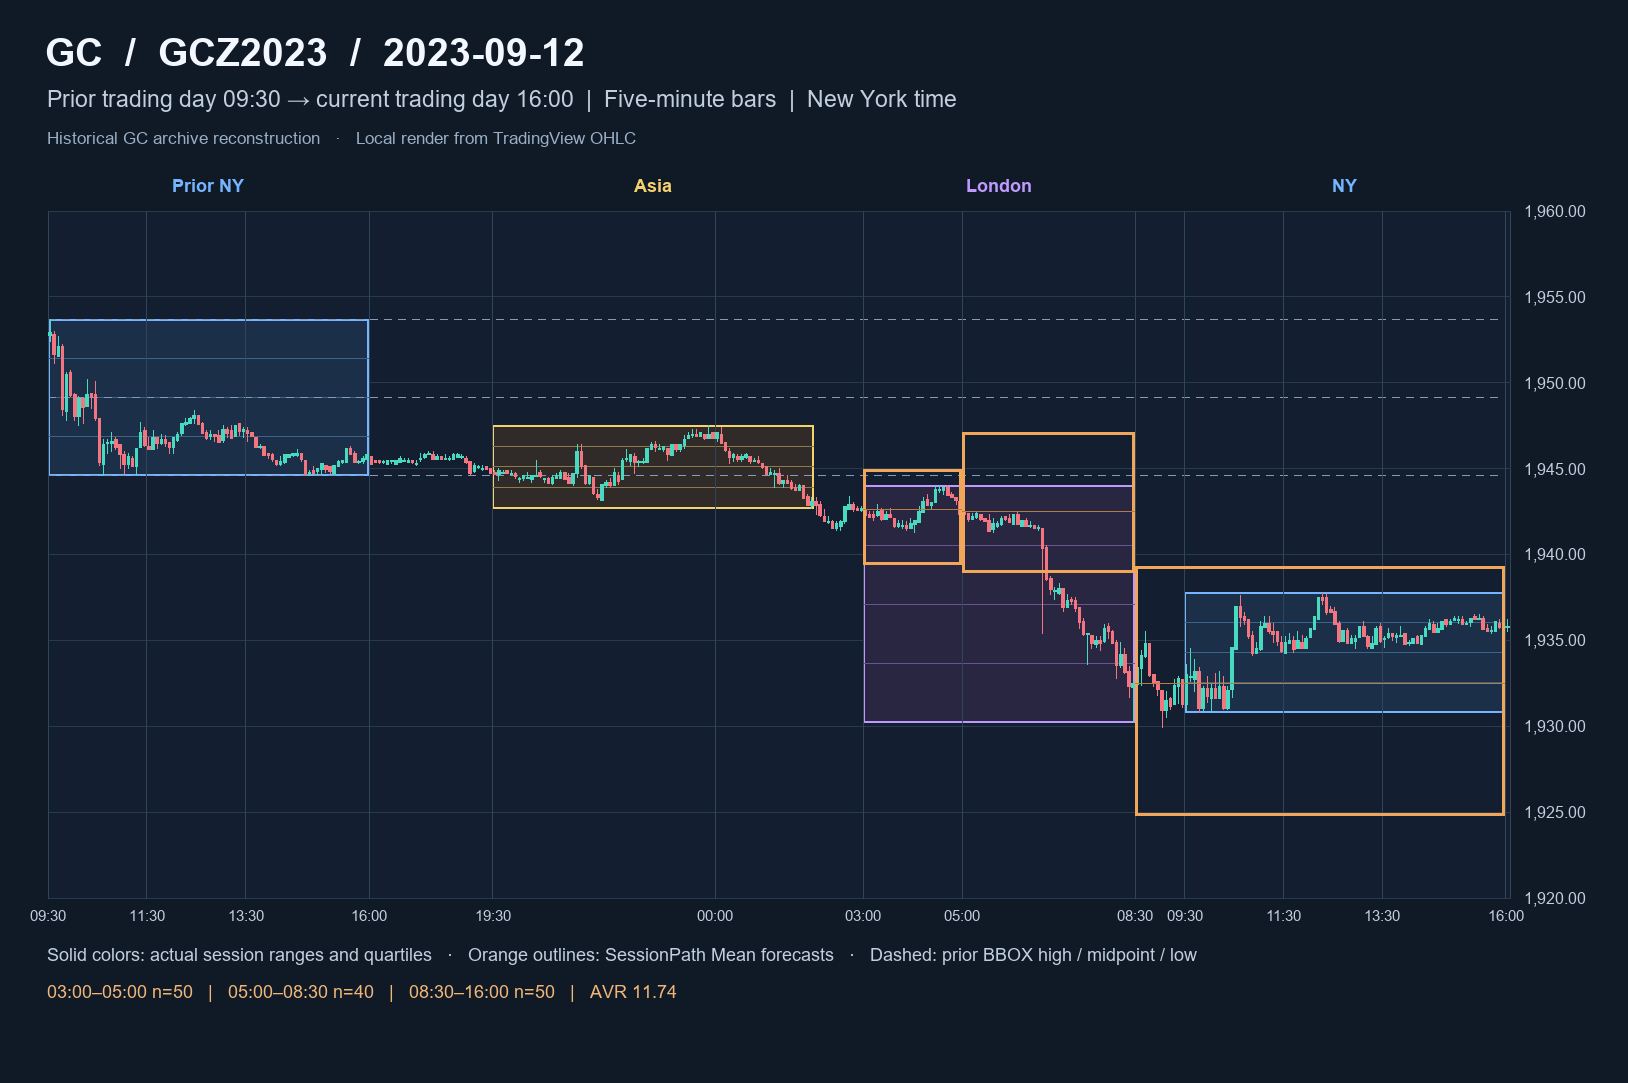 GC / GCZ2023 / 2023-09-12
Prior trading day 09:30 → current trading day 16:00 | Five-minute bars | New York time
Historical GC archive reconstruction · Local render from TradingView OHLC
Prior NY Asia London NY
1,960.00
1,955.00
1,950.00
1,945.00
1,940.00
1,935.00
1,930.00
1,925.00
1,920.00
09:30 11:30 13:30 16:00 19:30 00:00 03:00 05:00 08:30 09:30 11:30 13:30 16:00
Solid colors: actual session ranges and quartiles · Orange outlines: SessionPath Mean forecasts · Dashed: prior BBOX high / midpoint / low
03:00–05:00 n=50 | 05:00–08:30 n=40 | 08:30–16:00 n=50 | AVR 11.74